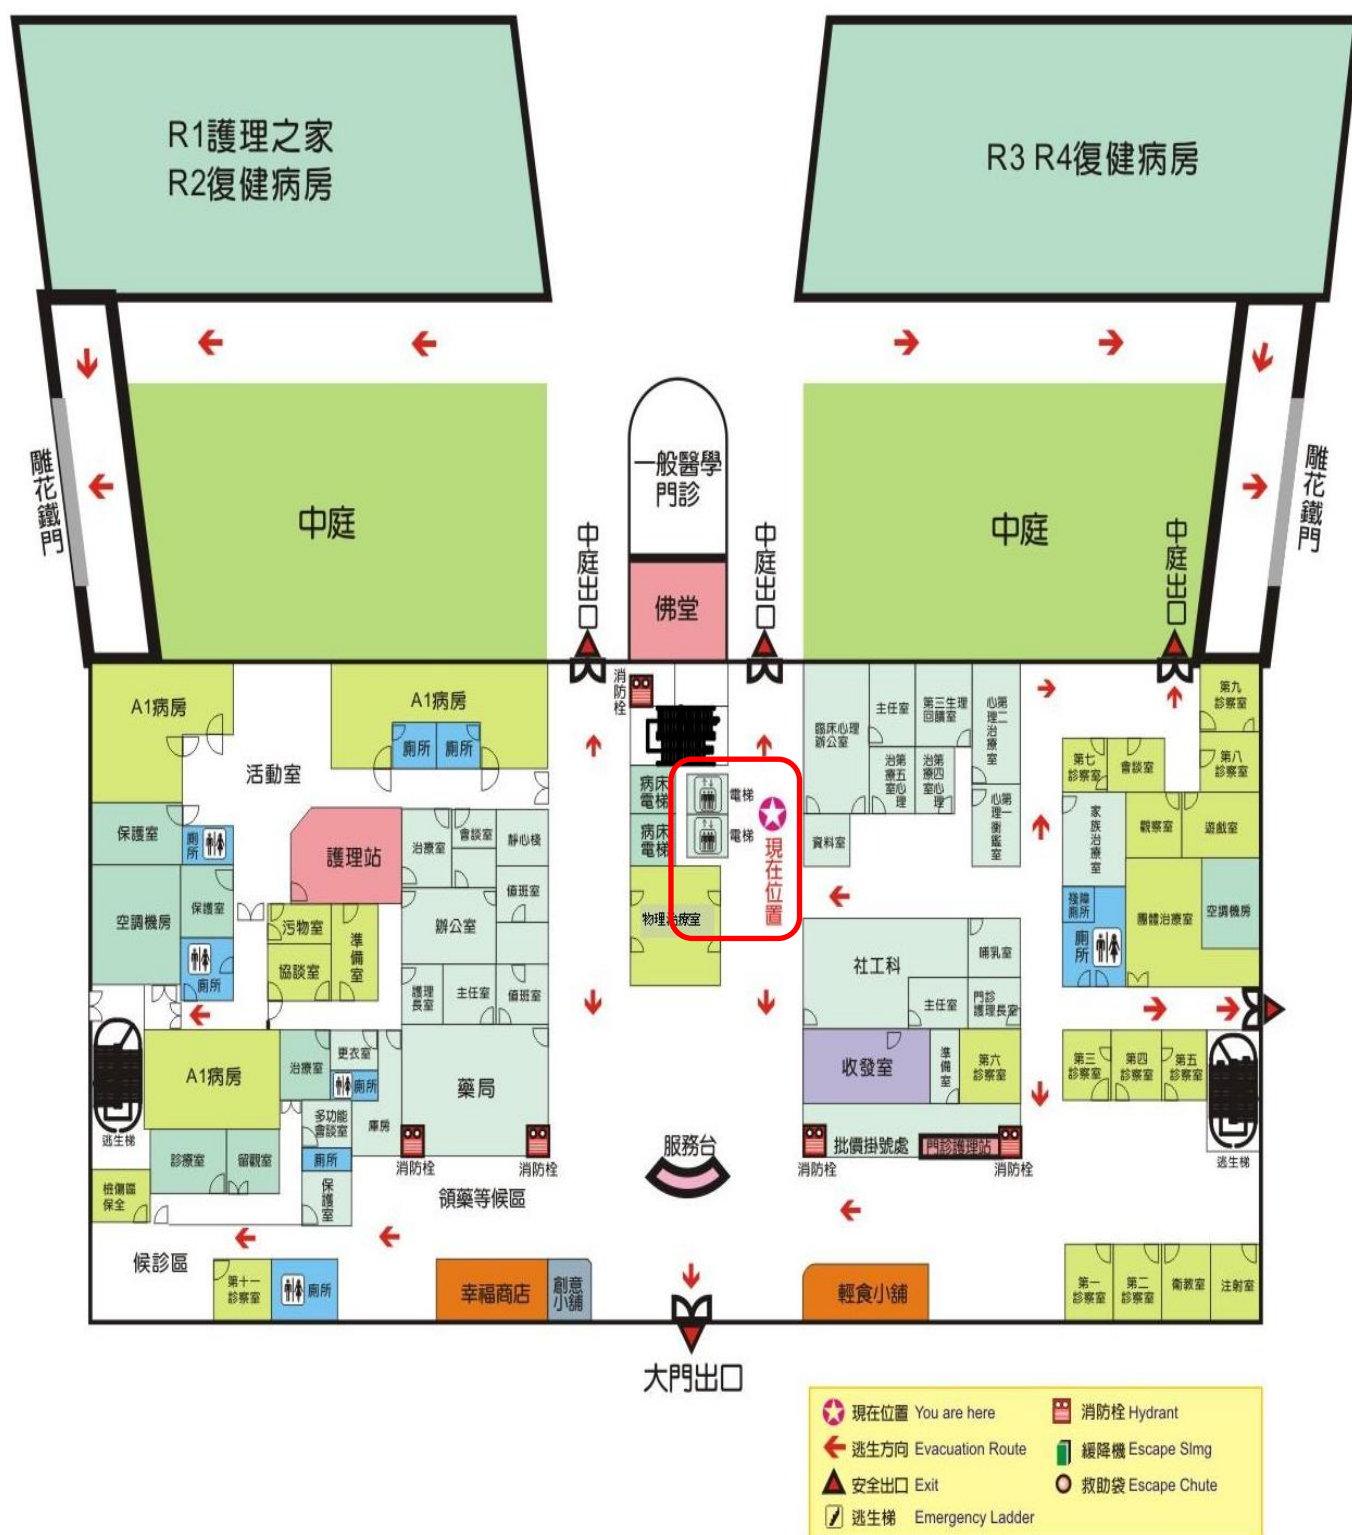 R1護理之家
R2復健病房
R3 R4復健病房
雕花鐵門
中庭
中庭出口
一般醫學
門診
佛堂
中庭出口
中庭
中庭出口
雕花鐵門
A1病房
A1病房
廁所
廁所
活動室
消防栓
病床
電梯
病床
電梯
電梯
電梯
現在位置
物理治療室
臨床心理
辦公室
主任室
第三生理
回饋室
第二心理治療室
第五心理治療室
第四心理治療室
第一心理衡鑑室
資料室
第九
診察室
第八
診察室
第七
診察室
會談室
家族治療室
觀察室
遊戲室
殘障
廁所
廁所
團體治療室
空調機房
保護室
廁所
護理站
治療室
會談室
靜心棧
值班室
空調機房
保護室
廁所
污物室
協談室
準備室
辦公室
護理
長室
主任室
值班室
社工科
哺乳室
主任室
門診
護理長室
收發室
準備室
第六
診察室
第三
診察室
第四
診察室
第五
診察室
逃生梯
A1病房
治療室
更衣室
廁所
多功能
會談室
庫房
藥局
診療室
留觀室
廁所
保護室
檢傷區
保全
逃生梯
消防栓
消防栓
服務台
批價掛號處
門診護理站
消防栓
消防栓
領藥等候區
候診區
第十一
診察室
廁所
幸福商店
創意
小舖
輕食小舖
第一
診察室
第二
診察室
衛教室
注射室
大門出口
現在位置 You are here
消防栓 Hydrant
逃生方向 Evacuation Route
緩降機 Escape Slmg
安全出口 Exit
救助袋 Escape Chute
逃生梯 Emergency Ladder